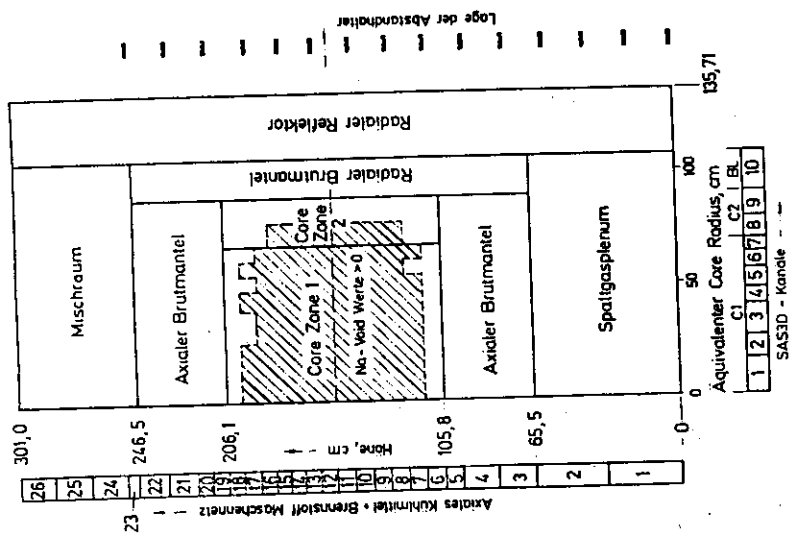 Lage der Abstandhalter
301,0
246,5
206,1
105,8
65,5
0
Höhe, cm
Mischraum
Axialer Brutmantel
Core Zone 1
Na-Void Werte >0
Core
Zone
2
Axialer Brutmantel
Spaltgasplenum
Radialer Brutmantel
Radialer Reflektor
0
50
100
135,71
Äquivalenter Core Radius, cm
C1
C2
BL
1 2 3 4 5 6 7 8 9 10
SAS3D - Kanäle
26
25
24
23
22
21
20
19
18
17
16
15
14
13
12
11
10
9
8
7
6
5
4
3
2
1
Axiales Kühlmittel - Brennstoff Maschennetz